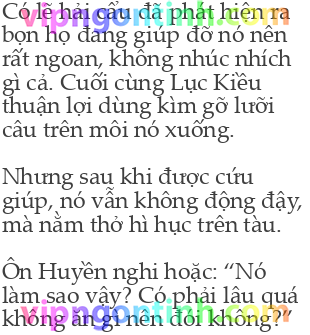 Có lẽ hải cẩu đã phát hiện ra
bọn họ đang giúp đỡ nó nên
rất ngoan, không nhúc nhích
gì cả. Cuối cùng Lục Kiều
thuận lợi dùng kìm gỡ lưỡi
câu trên môi nó xuống.
Nhưng sau khi được cứu
giúp, nó vẫn không động đậy,
mà nằm thở hì hục trên tàu.
Ôn Huyền nghi hoặc: “Nó
làm sao vậy? Có phải lâu quá
không ăn gì nên đói không?”
vipngontinh.com
vipngontinh.com